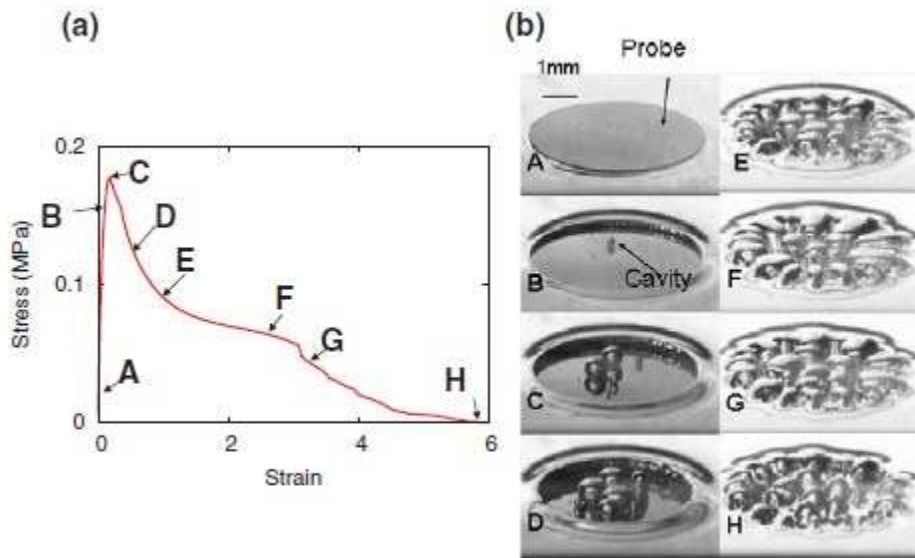 (a)
0.2
0.1
0
Stress (MPa)
B
C
D
E
F
G
A
H
0
2
4
6
Strain
(b)
Probe
1mm
A
E
B
Cavity
F
C
G
D
H